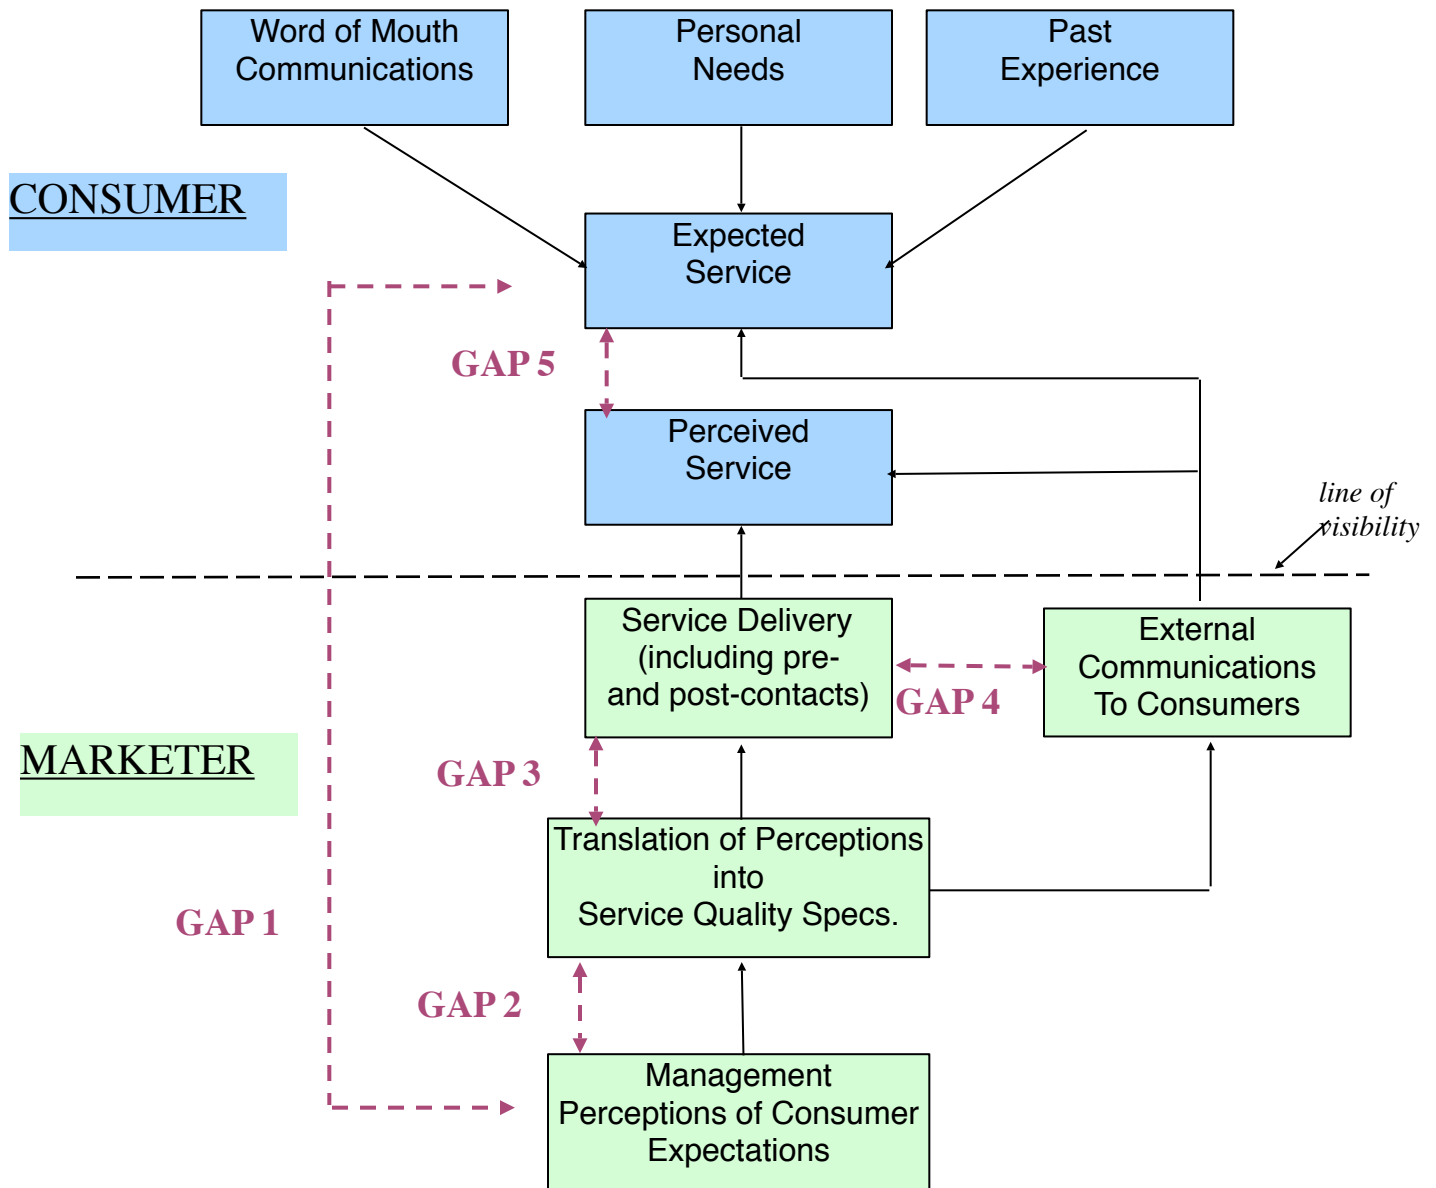 Word of Mouth
Communications
Personal
Needs
Past
Experience
CONSUMER
Expected
Service
GAP 5
Perceived
Service
line of
visibility
Service Delivery
(including pre-
and post-contacts)
GAP 4
External
Communications
To Consumers
MARKETER
GAP 3
Translation of Perceptions
into
Service Quality Specs.
GAP 1
GAP 2
Management
Perceptions of Consumer
Expectations